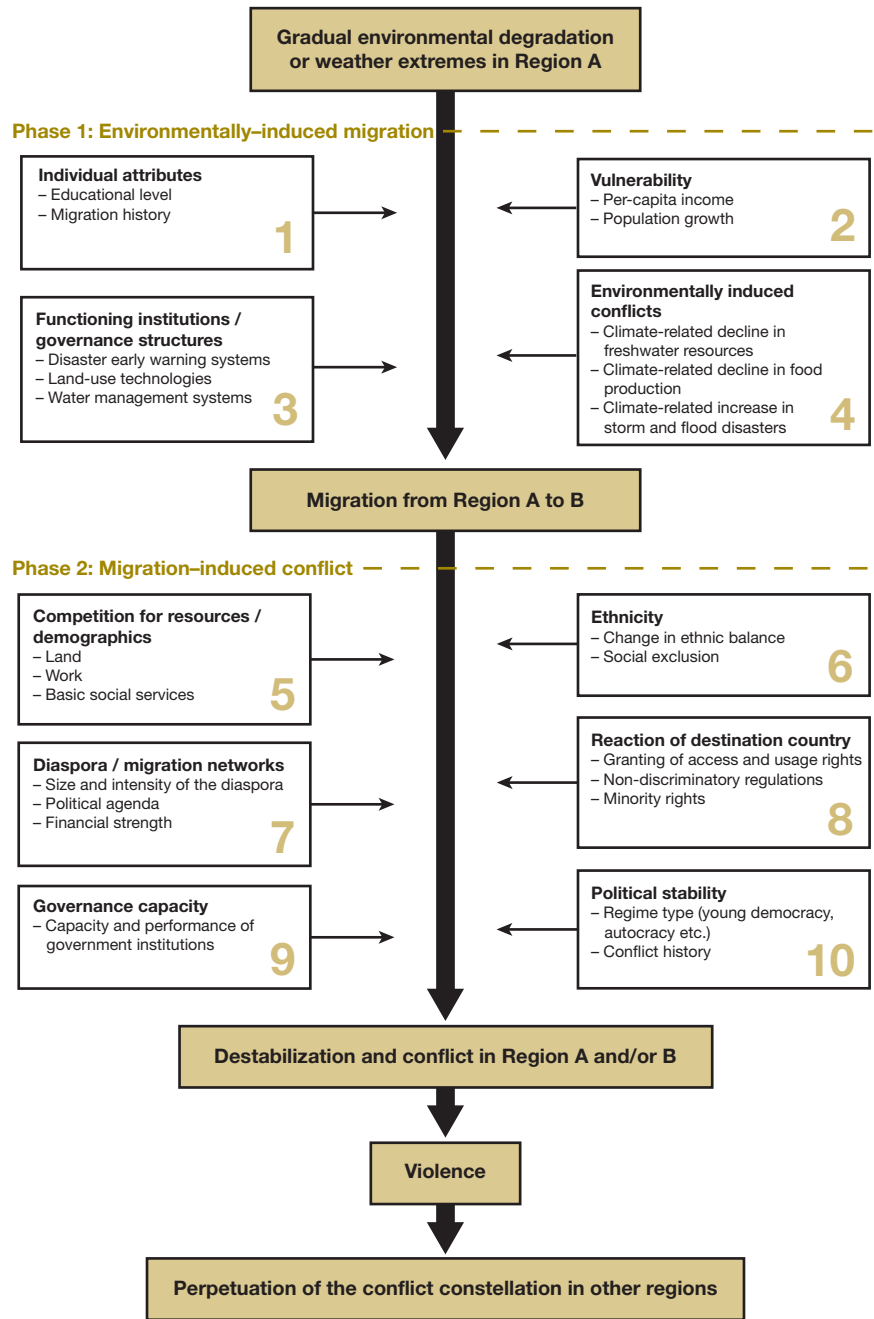 Gradual environmental degradation
or weather extremes in Region A
Phase 1: Environmentally–induced migration
Individual attributes
– Educational level
– Migration history
1
Vulnerability
– Per-capita income
– Population growth
2
Functioning institutions /
governance structures
– Disaster early warning systems
– Land-use technologies
– Water management systems
3
Environmentally induced
conflicts
– Climate-related decline in
freshwater resources
– Climate-related decline in food
production
– Climate-related increase in
storm and flood disasters
4
Migration from Region A to B
Phase 2: Migration–induced conflict
Competition for resources /
demographics
– Land
– Work
– Basic social services
5
Ethnicity
– Change in ethnic balance
– Social exclusion
6
Diaspora / migration networks
– Size and intensity of the diaspora
– Political agenda
– Financial strength
7
Reaction of destination country
– Granting of access and usage rights
– Non-discriminatory regulations
– Minority rights
8
Governance capacity
– Capacity and performance of
government institutions
9
Political stability
– Regime type (young democracy,
autocracy etc.)
– Conflict history
10
Destabilization and conflict in Region A and/or B
Violence
Perpetuation of the conflict constellation in other regions